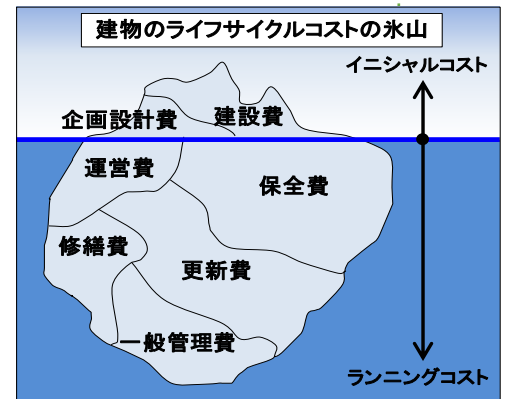 建物のライフサイクルコストの氷山
イニシャルコスト
企画設計費
建設費
運営費
保全費
修繕費
更新費
一般管理費
ランニングコスト